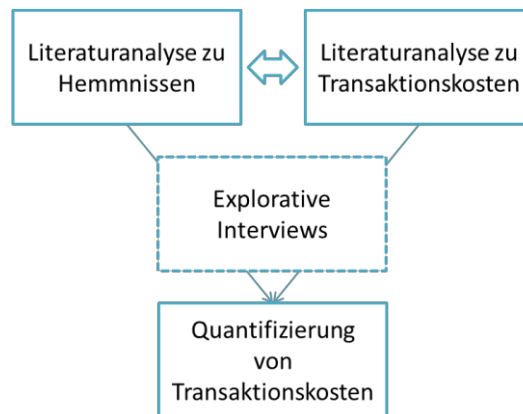 Literaturanalyse zu
Hemmnissen
Literaturanalyse zu
Transaktionskosten
Explorative
Interviews
Quantifizierung
von
Transaktionskosten